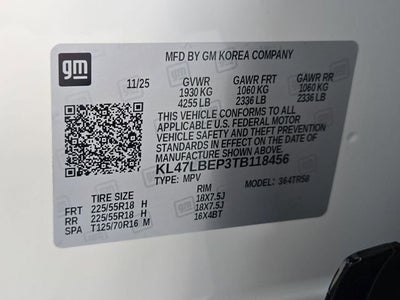 gm
MFD BY GM KOREA COMPANY
11/25 GVWR GAWR FRT GAWR RR
1930 KG 1060 KG 1060 KG
4255 LB 2336 LB 2336 LB
THIS VEHICLE CONFORMS TO ALL
APPLICABLE U.S. FEDERAL MOTOR
VEHICLE SAFETY AND THEFT PREVENTION
STANDARDS IN EFFECT ON THE DATE OF
MANUFACTURE SHOWN ABOVE.
KL47LBEP3TB118456
TYPE: MPV MODEL: 364TR58
TIRE SIZE RIM
FRT 225/55R18 H 18X7.5J
RR 225/55R18 H 18X7.5J
SPA T125/70R16 M 16X4BT